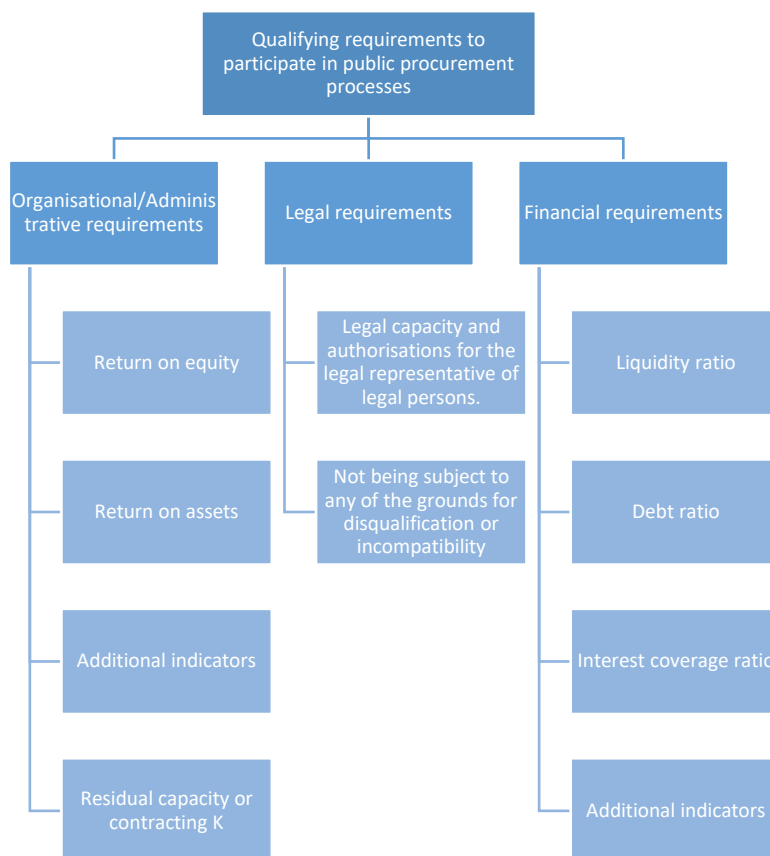 Qualifying requirements to
participate in public procurement
processes
Organisational/Adminis
trative requirements
Legal requirements
Financial requirements
Return on equity
Legal capacity and
authorisations for the
legal representative of
legal persons.
Liquidity ratio
Return on assets
Not being subject to
any of the grounds for
disqualification or
incompatibility
Debt ratio
Additional indicators
Interest coverage ratio
Residual capacity or
contracting K
Additional indicators